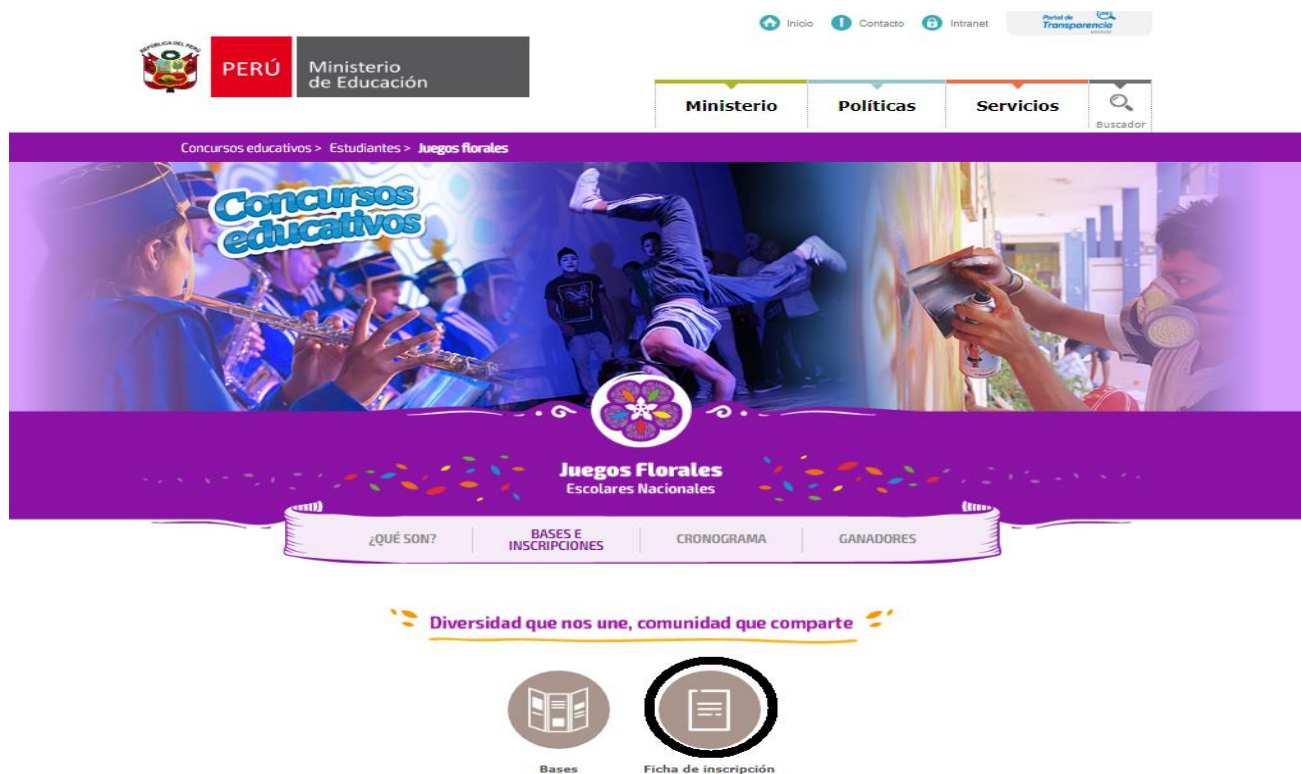 Inicio
Contacto
Intranet
Portal de
Transparencia
REPÚBLICA DEL PERÚ
PERÚ
Ministerio
de Educación
Ministerio
Políticas
Servicios
Buscador
Concursos educativos > Estudiantes > Juegos florales
Concursos
educativos
Juegos Florales
Escolares Nacionales
¿QUÉ SON?
BASES E
INSCRIPCIONES
CRONOGRAMA
GANADORES
Diversidad que nos une, comunidad que comparte
Bases
Ficha de inscripción